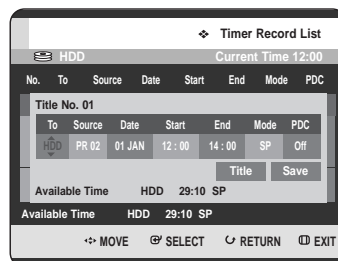 ❖ Timer Record List
HDD Current Time 12:00
No. To Source Date Start End Mode PDC
Title No. 01
To Source Date Start End Mode PDC
HDD PR 02 01 JAN 12 : 00 14 : 00 SP Off
Title Save
Available Time HDD 29:10 SP
Available Time HDD 29:10 SP
MOVE SELECT RETURN EXIT